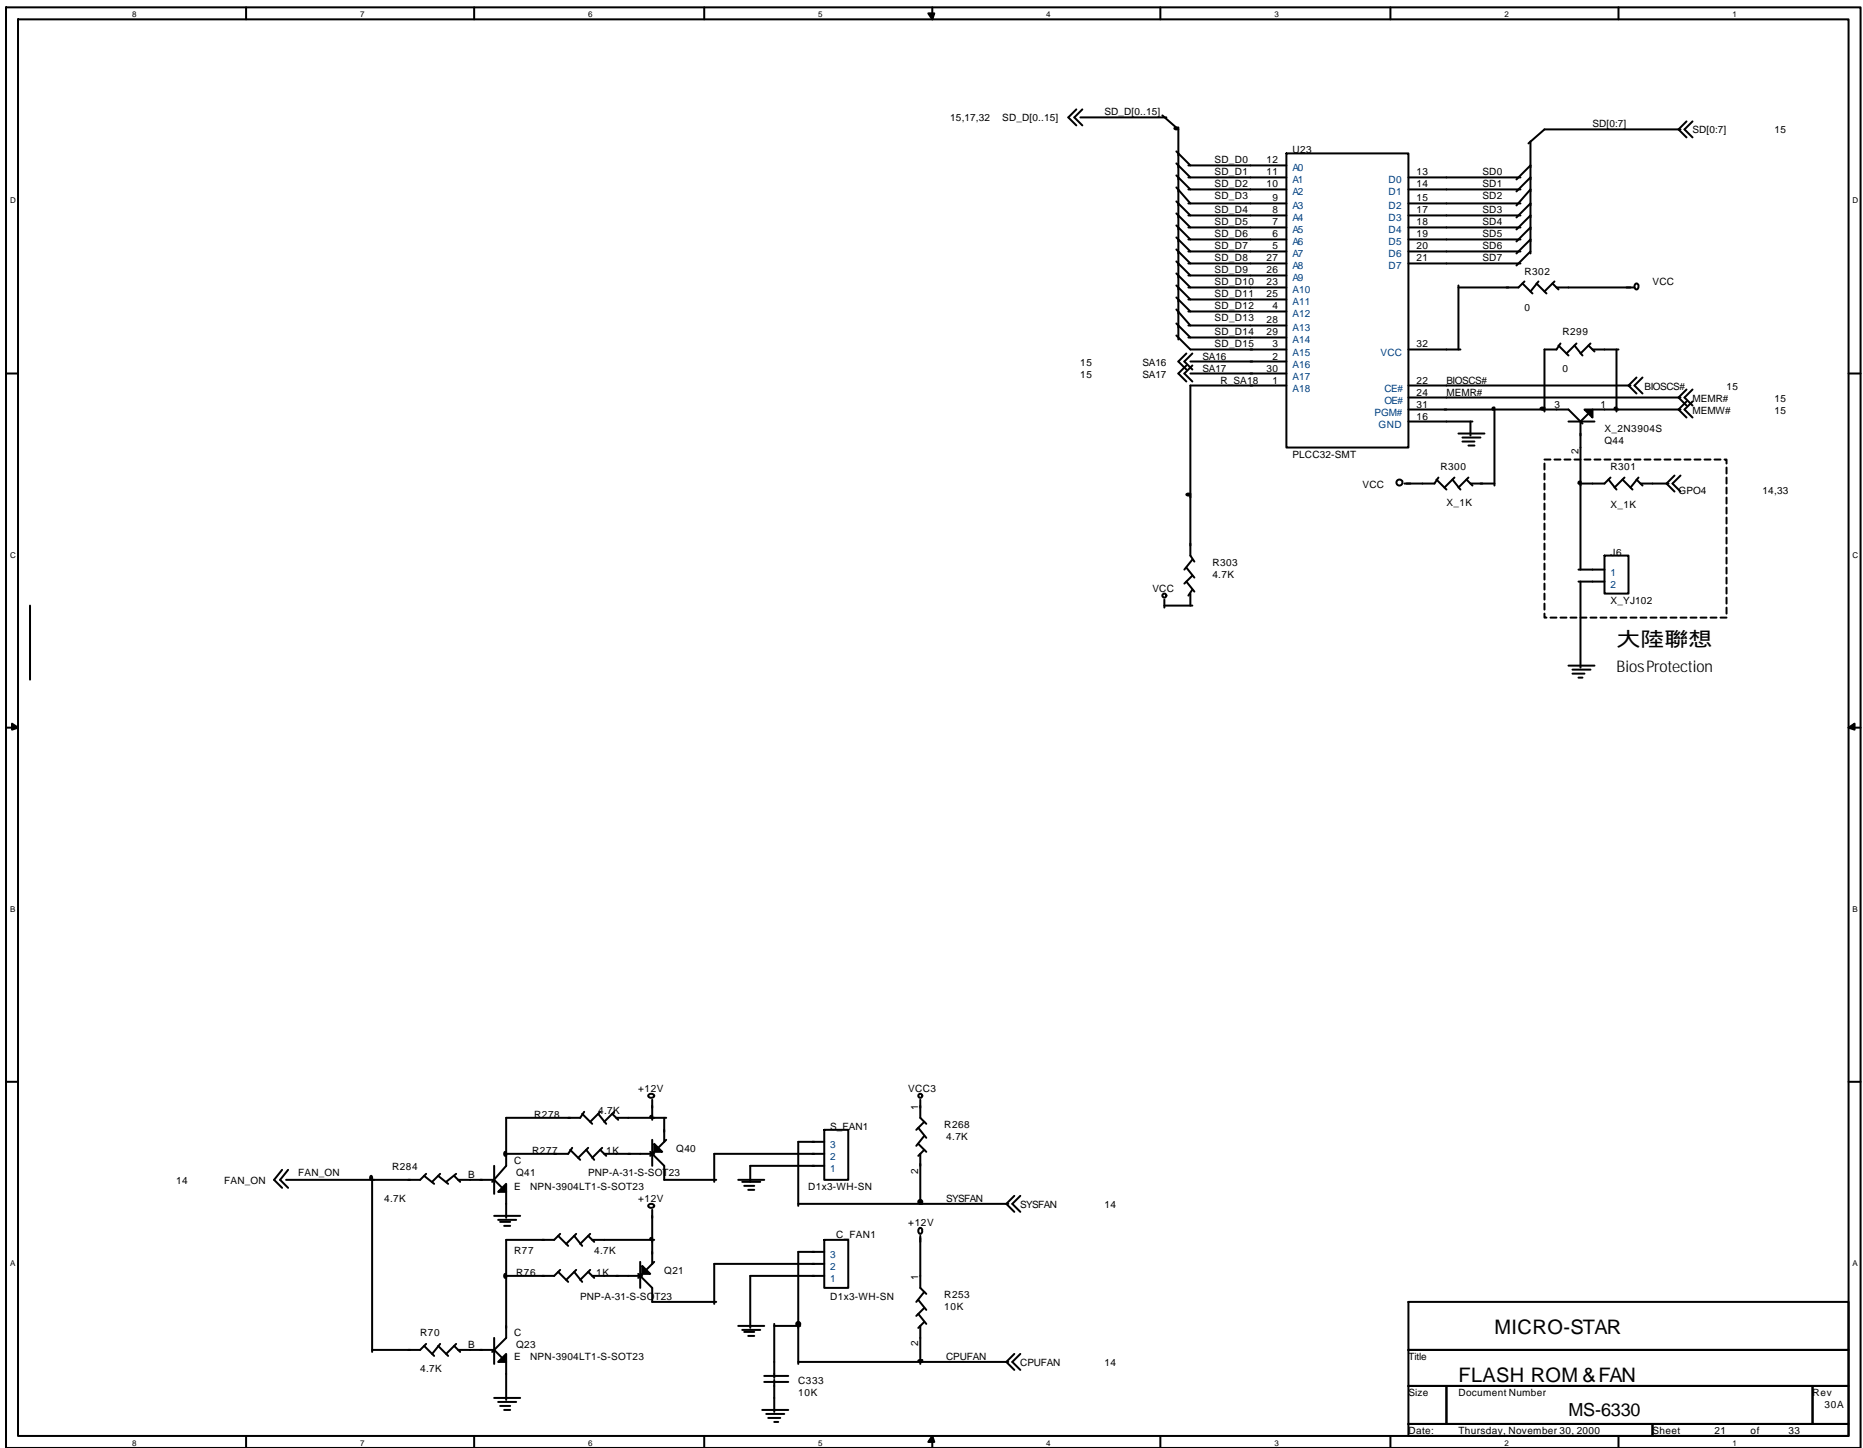 8 7 6 5 4 3 2 1
15,17,32 SD_D[0..15] SD_D[0..15]
SD[0:7] SD[0:7] 15
U23
SD_D0 12 A0
SD_D1 11 A1
SD_D2 10 A2
SD_D3 9 A3
SD_D4 8 A4
SD_D5 7 A5
SD_D6 6 A6
SD_D7 5 A7
SD_D8 27 A8
SD_D9 26 A9
SD_D10 23 A10
SD_D11 25 A11
SD_D12 4 A12
SD_D13 28 A13
SD_D14 29 A14
SD_D15 3 A15
15 SA16 SA16 2 A16
15 SA17 SA17 30 A17
R_SA18 1 A18
D0 13 SD0
D1 14 SD1
D2 15 SD2
D3 17 SD3
D4 18 SD4
D5 19 SD5
D6 20 SD6
D7 21 SD7
R302
0
VCC
VCC 32
R299
0
CE# 22 BIOSCS# BIOSCS# 15
OE# 24 MEMR# MEMR# 15
PGM# 31 3 1 MEMW# 15
GND 16
X_2N3904S
Q44
2
PLCC32-SMT
VCC R300
X_1K
R301
X_1K
GPO4 14,33
J6
1
2
X_YJ102
大陸聯想
Bios Protection
R303
4.7K
VCC
D D
C C
B B
A A
+12V
R278 4.7K
R277 1K Q40
PNP-A-31-S-SOT23
14 FAN_ON FAN_ON R284
4.7K
B C
Q41
E NPN-3904LT1-S-SOT23
S_FAN1
3
2
1
D1x3-WH-SN
VCC3
1
R268
4.7K
2
SYSFAN SYSFAN 14
+12V
R77 4.7K
R76 1K Q21
PNP-A-31-S-SOT23
R70
4.7K
B C
Q23
E NPN-3904LT1-S-SOT23
C_FAN1
3
2
1
D1x3-WH-SN
+12V
1
R253
10K
2
CPUFAN CPUFAN 14
C333
10K
MICRO-STAR
Title
FLASH ROM & FAN
Size Document Number Rev
MS-6330 30A
Date: Thursday, November 30, 2000 Sheet 21 of 33
8 7 6 5 4 3 2 1